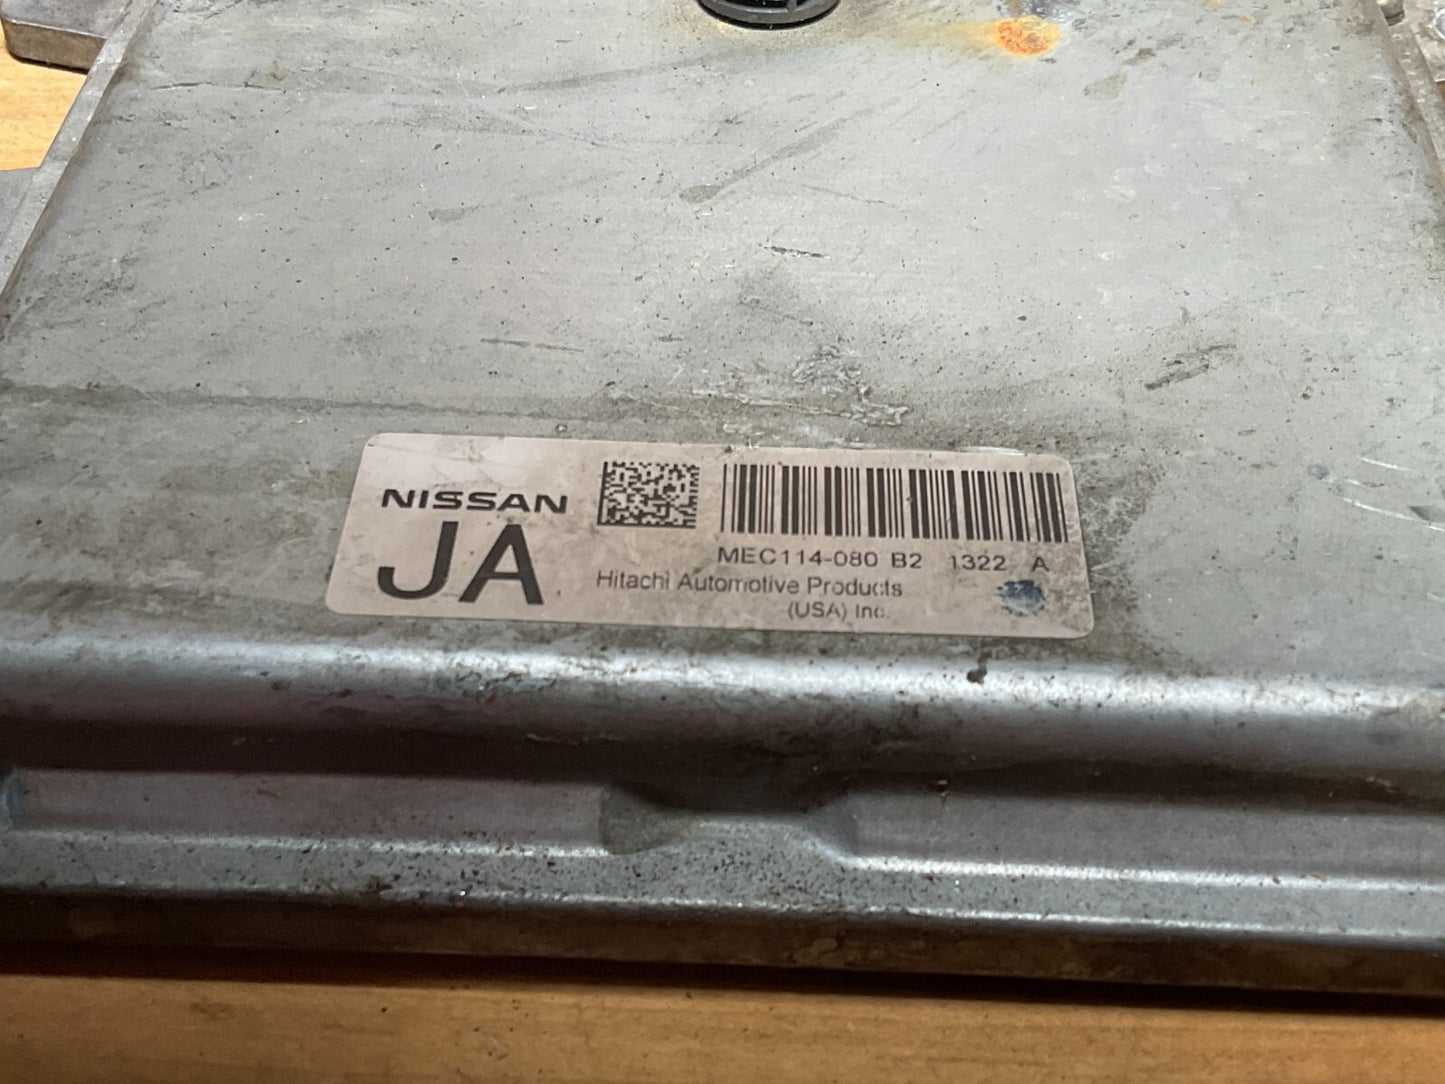 NISSAN
JA
MEC114-080 B2 1322 A
Hitachi Automotive Products
(USA) Inc.